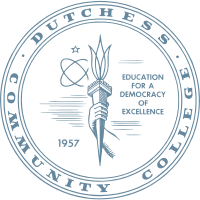 · DUTCHESS ·
COMMUNITY COLLEGE
EDUCATION
FOR A
DEMOCRACY
OF
EXCELLENCE
1957